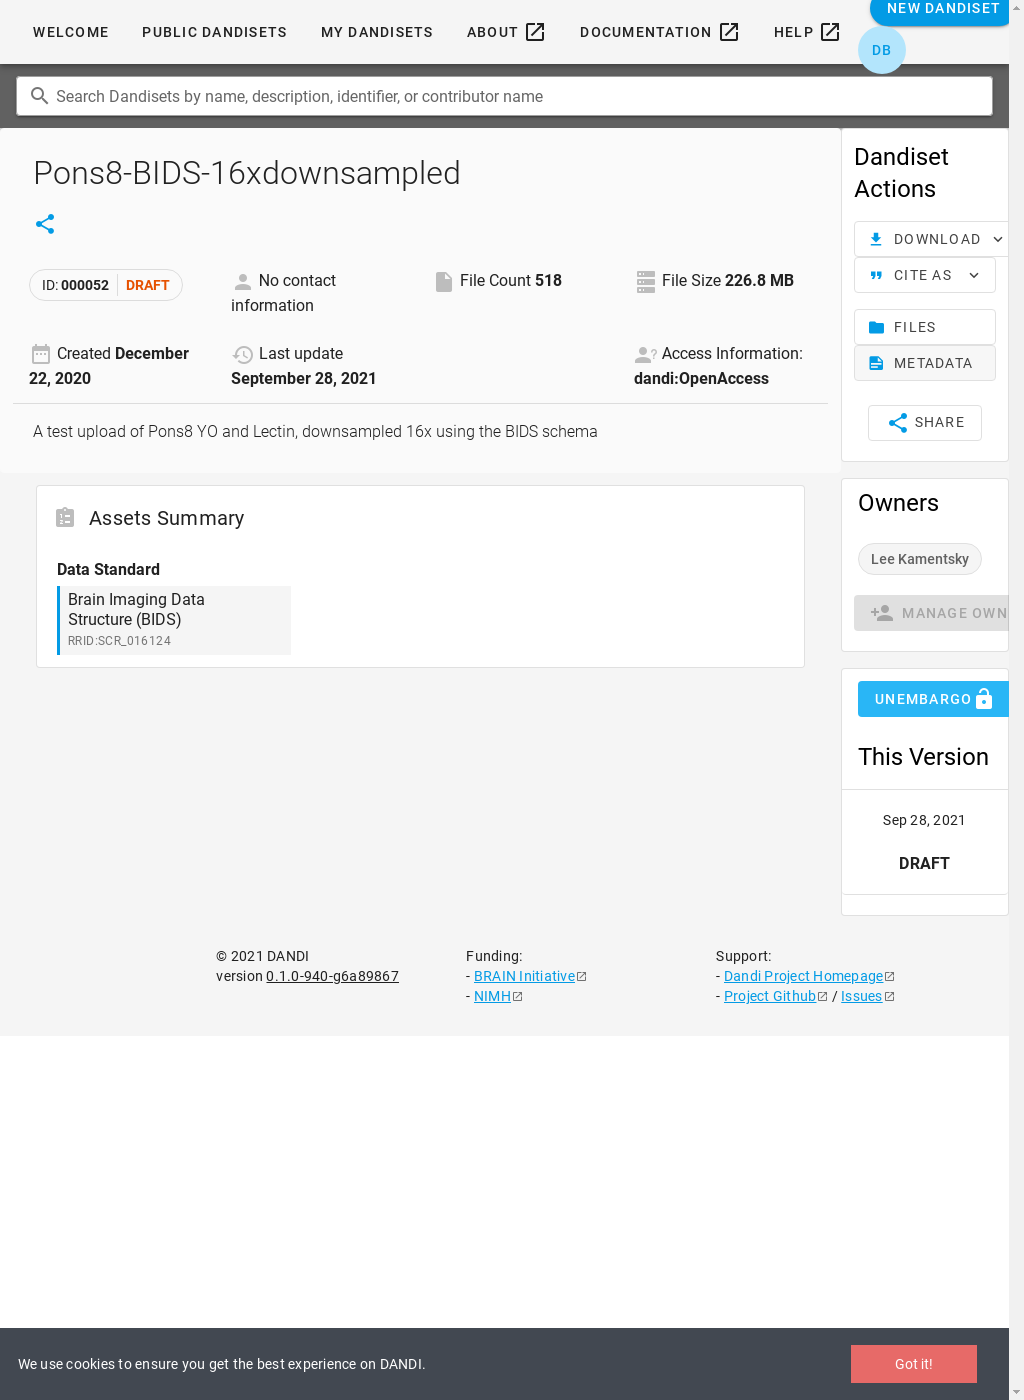 WELCOME PUBLIC DANDISETS MY DANDISETS ABOUT DOCUMENTATION HELP NEW DANDISET
DB
Search Dandisets by name, description, identifier, or contributor name
Pons8-BIDS-16xdownsampled
ID: 000052 DRAFT
No contact
information
File Count 518
File Size 226.8 MB
Created December
22, 2020
Last update
September 28, 2021
Access Information:
dandi:OpenAccess
A test upload of Pons8 YO and Lectin, downsampled 16x using the BIDS schema
Assets Summary
Data Standard
Brain Imaging Data
Structure (BIDS)
RRID:SCR_016124
Dandiset
Actions
DOWNLOAD
CITE AS
FILES
METADATA
SHARE
Owners
Lee Kamentsky
MANAGE OWN
UNEMBARGO
This Version
Sep 28, 2021
DRAFT
© 2021 DANDI
version 0.1.0-940-g6a89867
Funding:
- BRAIN Initiative
- NIMH
Support:
- Dandi Project Homepage
- Project Github / Issues
We use cookies to ensure you get the best experience on DANDI.
Got it!